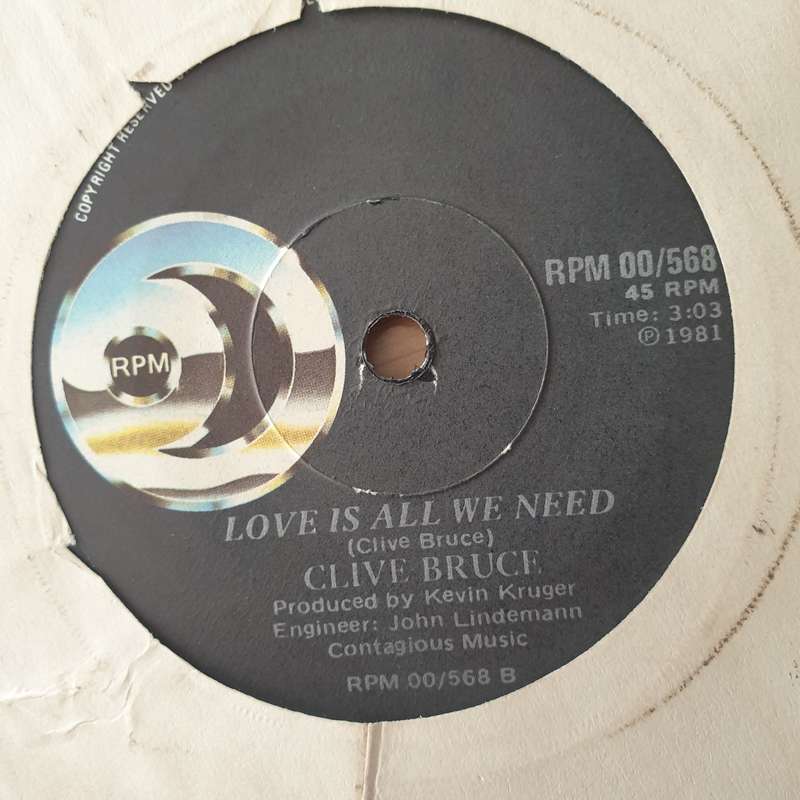 COPYRIGHT RESERVED
RPM
RPM 00/568
45 RPM
Time: 3:03
Ⓟ 1981
LOVE IS ALL WE NEED
(Clive Bruce)
CLIVE BRUCE
Produced by Kevin Kruger
Engineer: John Lindemann
Contagious Music
RPM 00/568 B